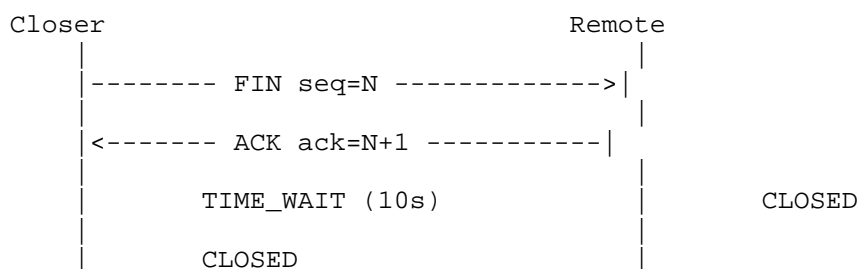 Closer Remote
|-------- FIN seq=N ------------->|
|<------- ACK ack=N+1 -----------|
TIME_WAIT (10s) CLOSED
CLOSED